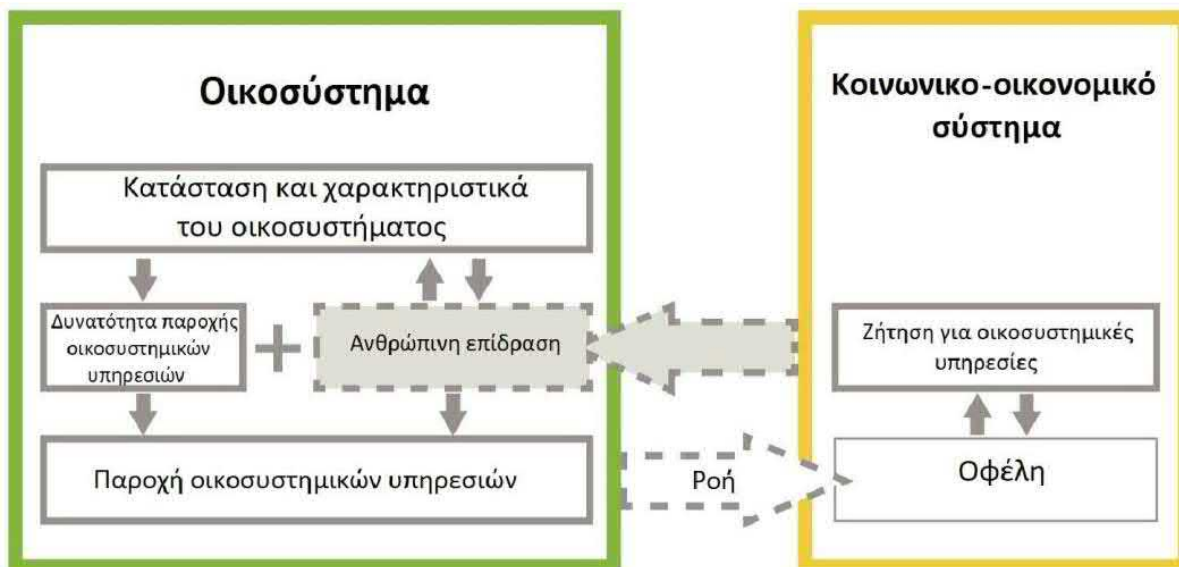 Οικοσύστημα
Κατάσταση και χαρακτηριστικά
του οικοσυστήματος
Δυνατότητα παροχής
οικοσυστημικών
υπηρεσιών
+
Ανθρώπινη επίδραση
Παροχή οικοσυστημικών υπηρεσιών
Ροή
Κοινωνικο-οικονομικό
σύστημα
Ζήτηση για οικοσυστημικές
υπηρεσίες
Οφέλη